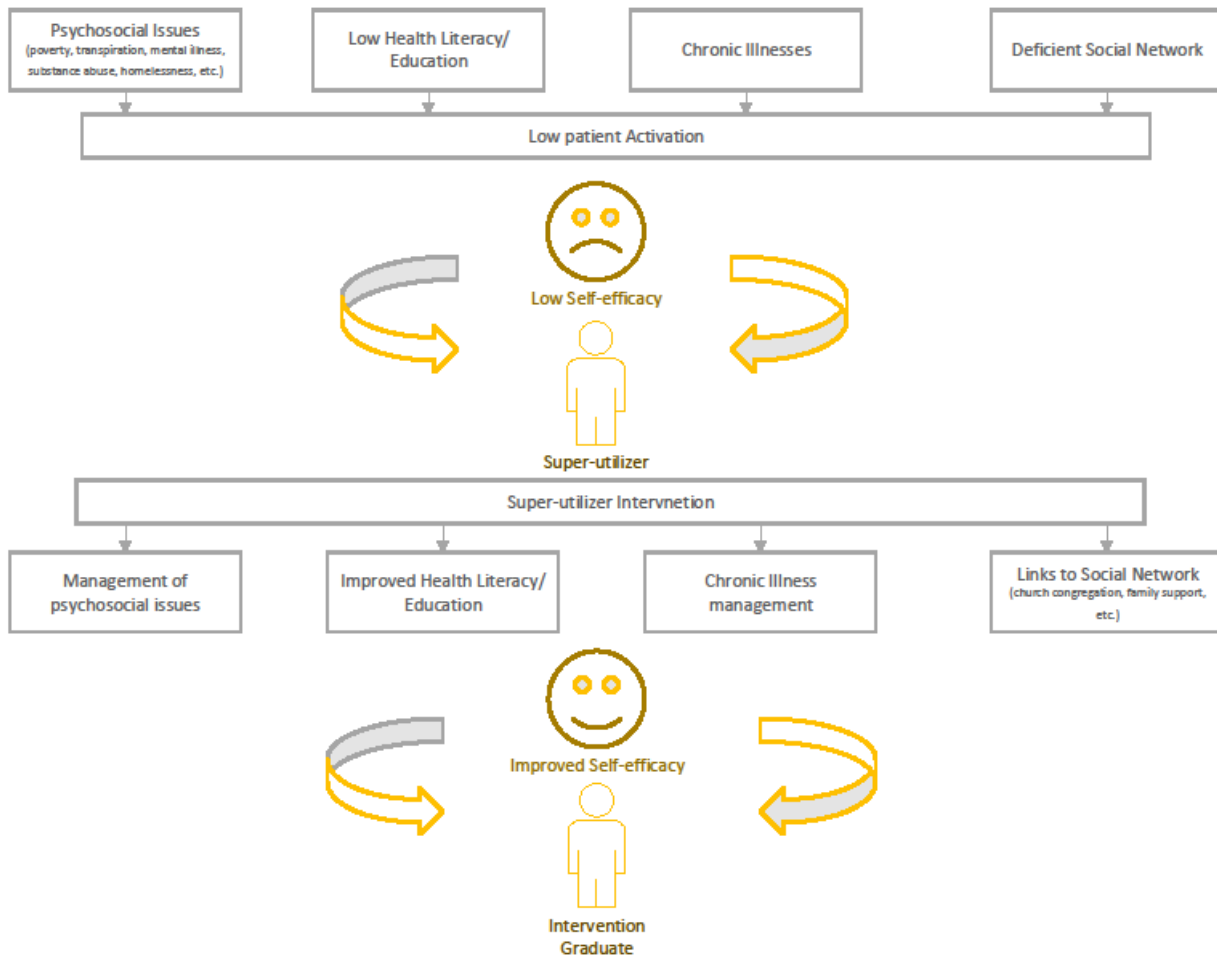 Psychosocial Issues
(poverty, transpiration, mental illness,
substance abuse, homelessness, etc.)
Low Health Literacy/
Education
Chronic Illnesses
Deficient Social Network
Low patient Activation
Low Self-efficacy
Super-utilizer
Super-utilizer Intervnetion
Management of
psychosocial issues
Improved Health Literacy/
Education
Chronic Illness
management
Links to Social Network
(church congregation, family support,
etc.)
Improved Self-efficacy
Intervention
Graduate